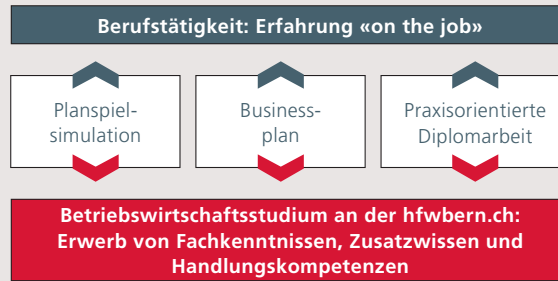 Berufstätigkeit: Erfahrung «on the job»
Planspiel-
simulation
Business-
plan
Praxisorientierte
Diplomarbeit
Betriebswirtschaftsstudium an der hfwbern.ch:
Erwerb von Fachkenntnissen, Zusatzwissen und
Handlungskompetenzen